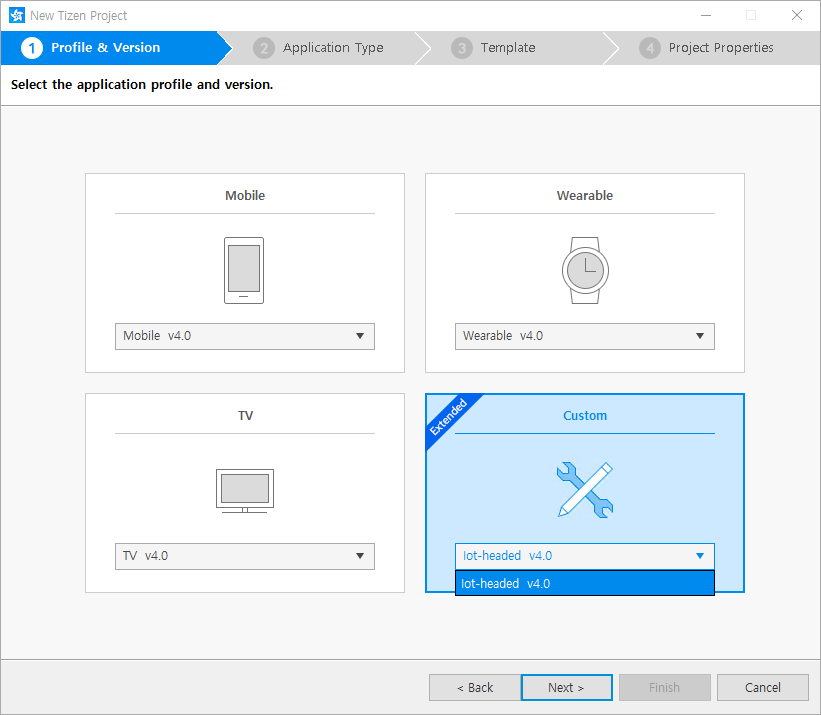 New Tizen Project
1 Profile & Version
2 Application Type
3 Template
4 Project Properties
Select the application profile and version.
Mobile
Mobile v4.0
Wearable
Wearable v4.0
TV
TV v4.0
Extended
Custom
Iot-headed v4.0
Iot-headed v4.0
< Back
Next >
Finish
Cancel